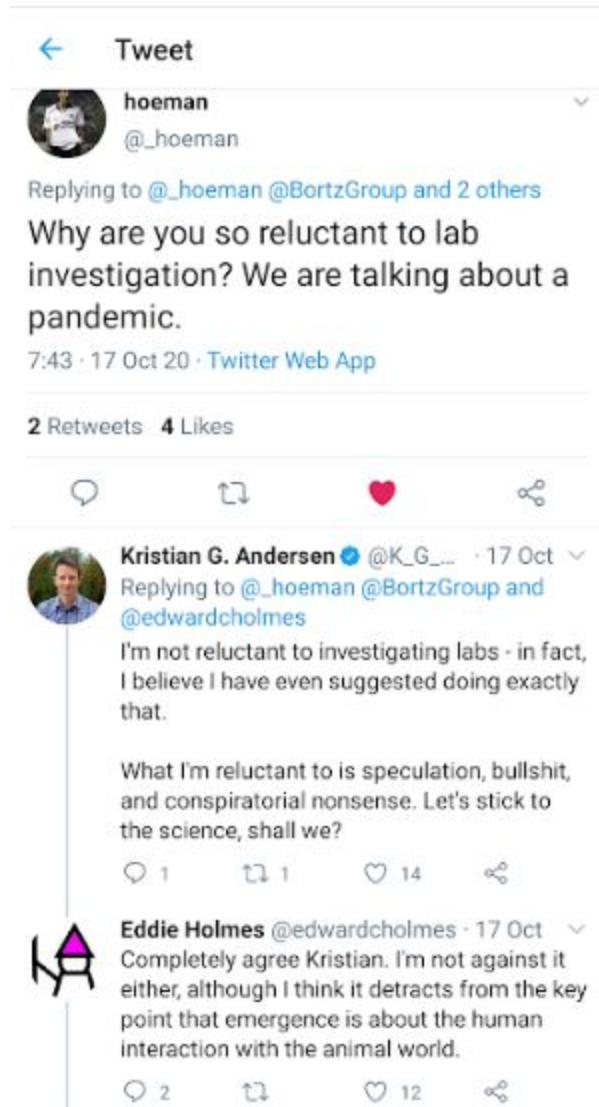 Tweet
hoeman
@_hoeman
Replying to @_hoeman @BortzGroup and 2 others
Why are you so reluctant to lab
investigation? We are talking about a
pandemic.
7:43 · 17 Oct 20 · Twitter Web App
2 Retweets 4 Likes
Kristian G. Andersen @K_G_... · 17 Oct
Replying to @_hoeman @BortzGroup and
@edwardcholmes
I'm not reluctant to investigating labs - in fact,
I believe I have even suggested doing exactly
that.
What I'm reluctant to is speculation, bullshit,
and conspiratorial nonsense. Let's stick to
the science, shall we?
1 1 14
Eddie Holmes @edwardcholmes · 17 Oct
Completely agree Kristian. I'm not against it
either, although I think it detracts from the key
point that emergence is about the human
interaction with the animal world.
2 12